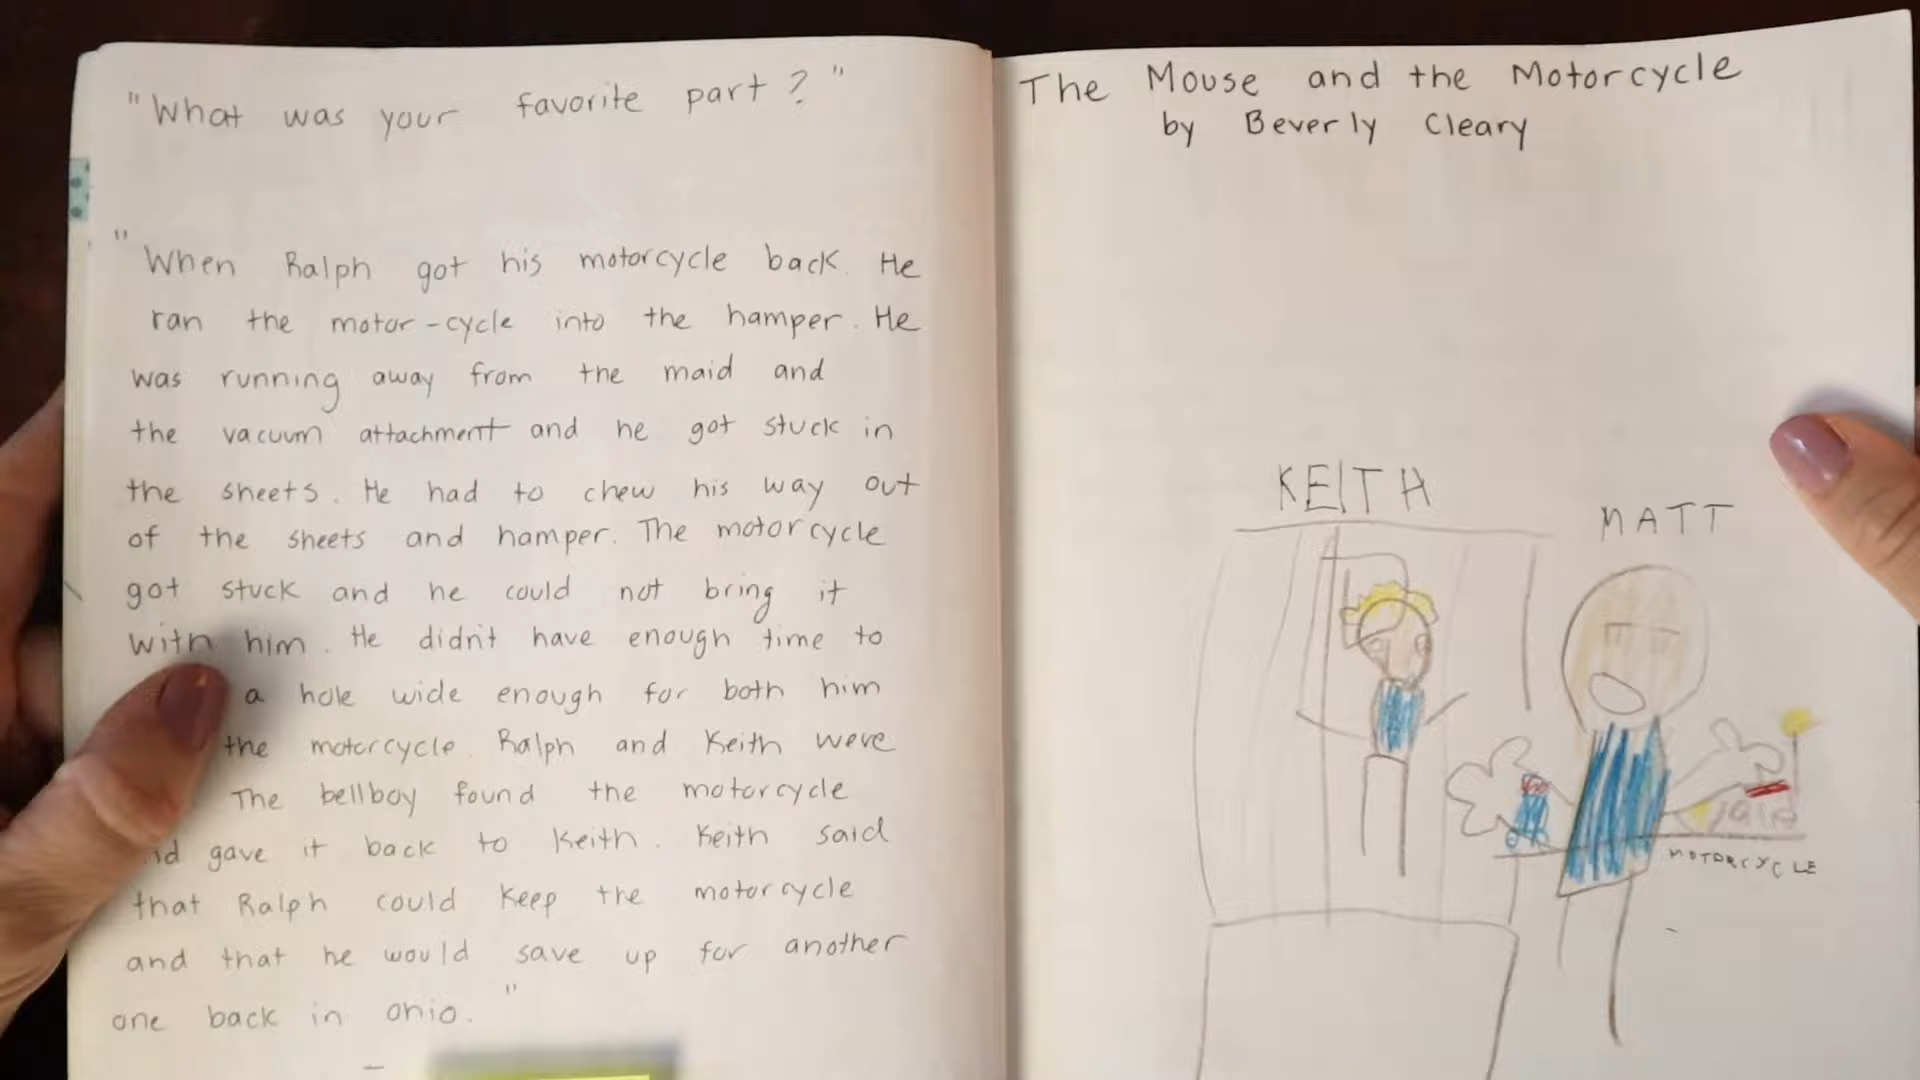 "What was your favorite part?"
"When Ralph got his motorcycle back. He
ran the motor-cycle into the hamper. He
was running away from the maid and
the vacuum attachment and he got stuck in
the sheets. He had to chew his way out
of the sheets and hamper. The motorcycle
got stuck and he could not bring it
with him. He didn't have enough time to
a hole wide enough for both him
the motorcycle. Ralph and Keith were
The bellboy found the motorcycle
gave it back to Keith. Keith said
that Ralph could keep the motorcycle
and that he would save up for another
one back in ohio."
The Mouse and the Motorcycle
by Beverly Cleary
KEITH
MATT
MOTORCYCLE